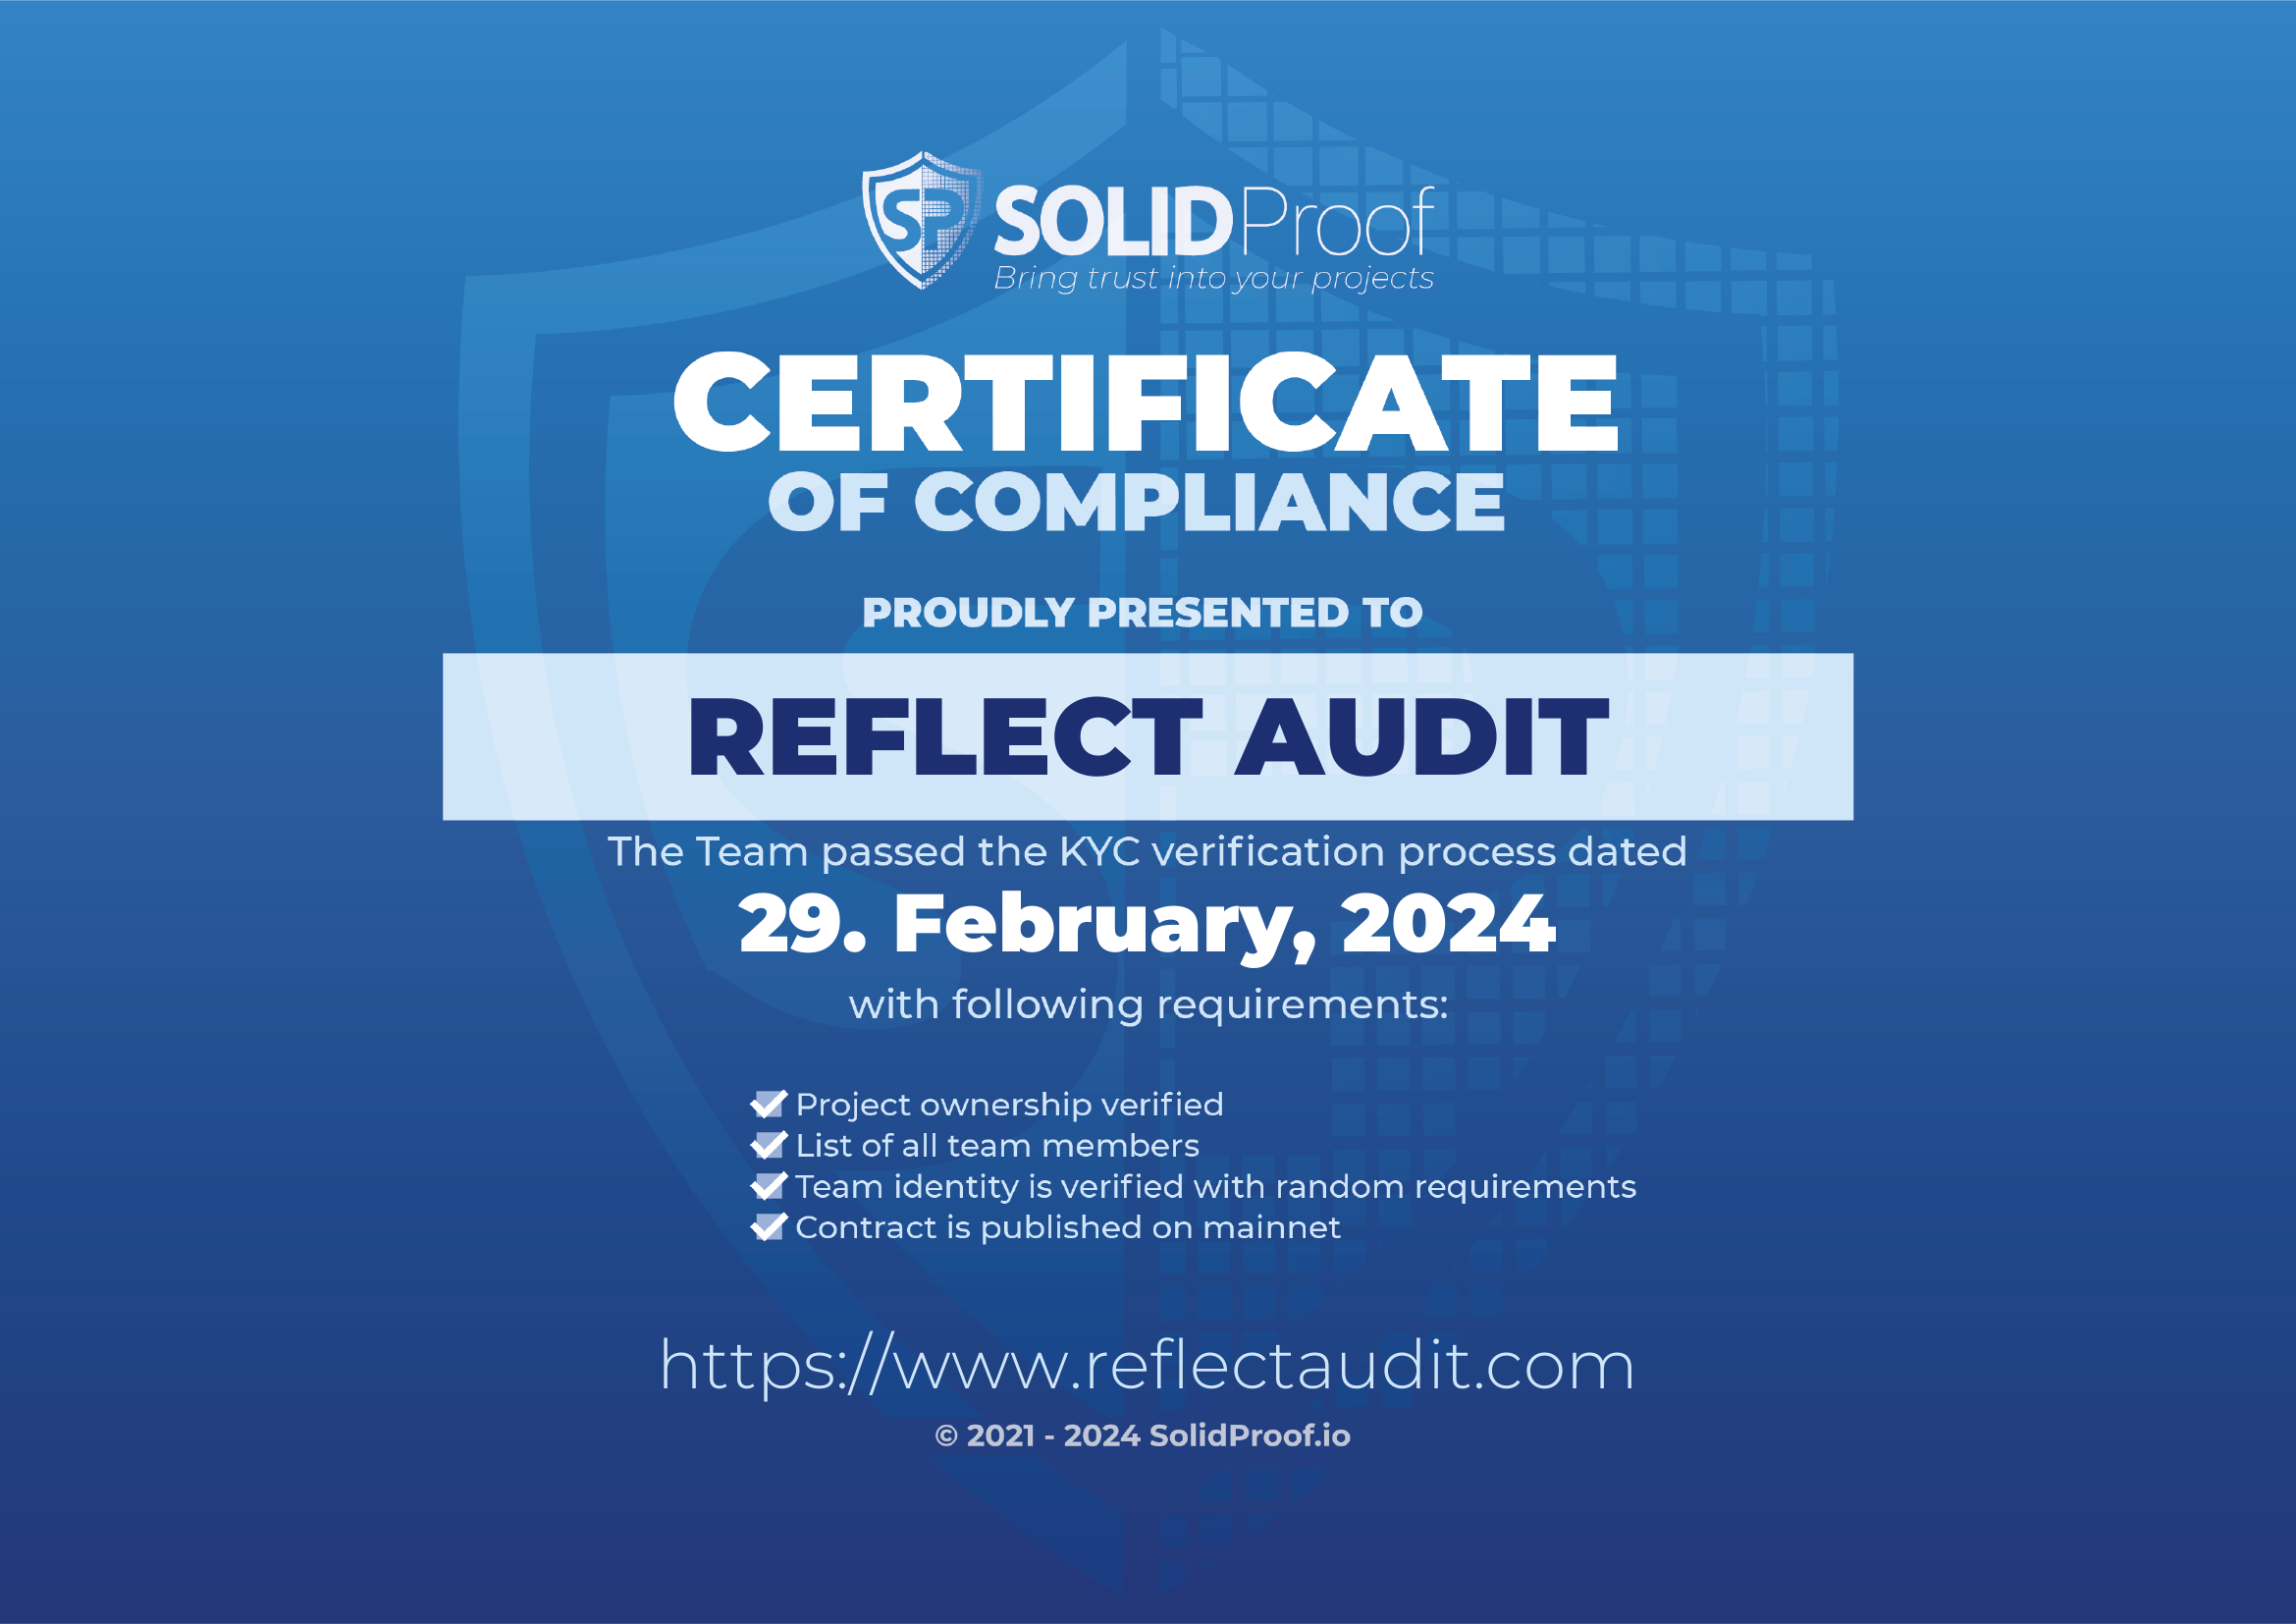 SP SOLIDProof
Bring trust into your projects
CERTIFICATE
OF COMPLIANCE
PROUDLY PRESENTED TO
REFLECT AUDIT
The Team passed the KYC verification process dated
29. February, 2024
with following requirements:
Project ownership verified
List of all team members
Team identity is verified with random requirements
Contract is published on mainnet
https://www.reflectaudit.com
© 2021 - 2024 SolidProof.io